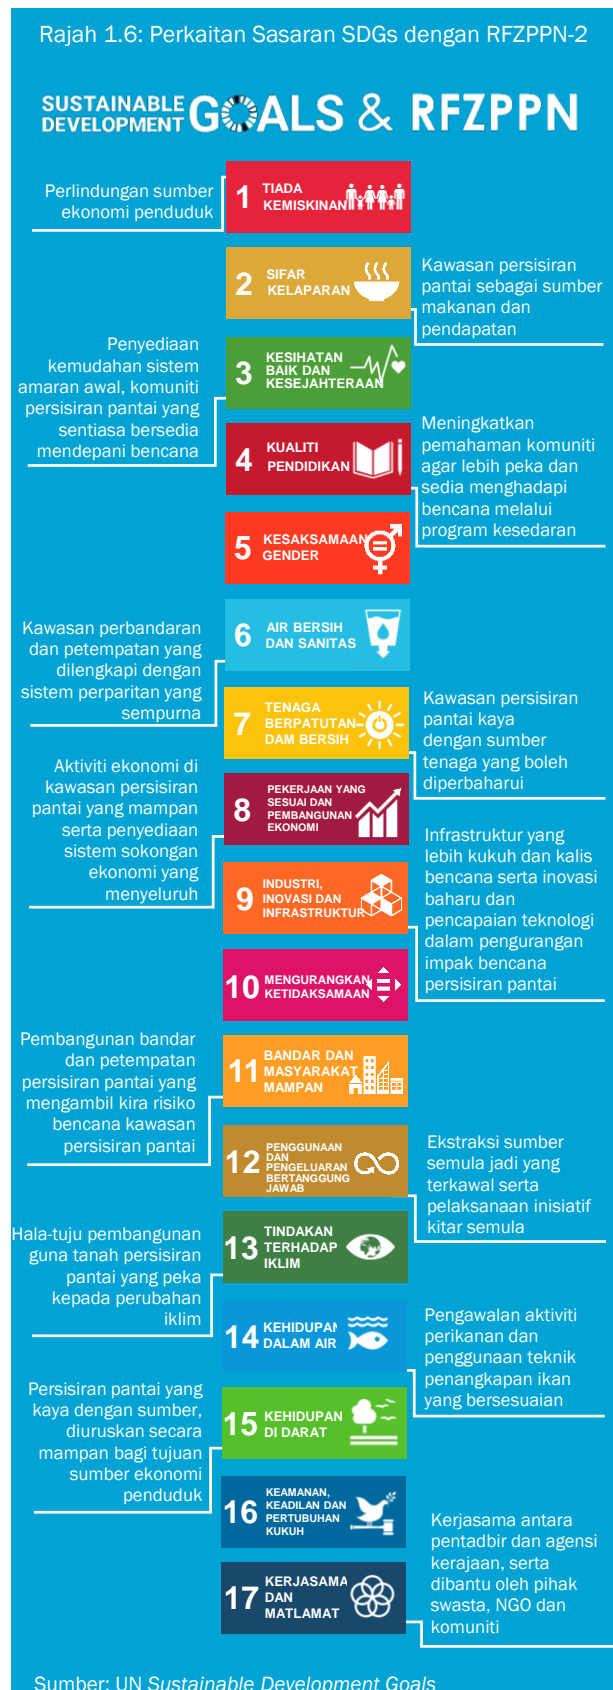 Rajah 1.6: Perkaitan Sasaran SDGs dengan RFZPPN-2
SUSTAINABLE
DEVELOPMENT GOALS & RFZPPN
Perlindungan sumber
ekonomi penduduk
1 TIADA
KEMISKINAN
2 SIFAR
KELAPARAN
Kawasan persisiran
pantai sebagai sumber
makanan dan
pendapatan
Penyediaan
kemudahan sistem
amaran awal, komuniti
persisiran pantai yang
sentiasa bersedia
mendepani bencana
3 KESIHATAN
BAIK DAN
KESEJAHTERAAN
4 KUALITI
PENDIDIKAN
Meningkatkan
pemahaman komuniti
agar lebih peka dan
sedia menghadapi
bencana melalui
program kesedaran
5 KESAKSAMAAN
GENDER
Kawasan perbandaran
dan petempatan yang
dilengkapi dengan
sistem perparitan yang
sempurna
6 AIR BERSIH
DAN SANITAS
7 TENAGA
BERPATUTAN
DAM BERSIH
Kawasan persisiran
pantai kaya
dengan sumber
tenaga yang boleh
diperbaharui
Aktiviti ekonomi di
kawasan persisiran
pantai yang mampan
serta penyediaan
sistem sokongan
ekonomi yang
menyeluruh
8 PEKERJAAN YANG
SESUAI DAN
PEMBANGUNAN
EKONOMI
9 INDUSTRI,
INOVASI DAN
INFRASTRUKTUR
Infrastruktur yang
lebih kukuh dan kalis
bencana serta inovasi
baharu dan
pencapaian teknologi
dalam pengurangan
impak bencana
persisiran pantai
10 MENGURANGKAN
KETIDAKSAMAAN
Pembangunan bandar
dan petempatan
persisiran pantai yang
mengambil kira risiko
bencana kawasan
persisiran pantai
11 BANDAR DAN
MASYARAKAT
MAMPAN
12 PENGGUNAAN
DAN
PENGELUARAN
BERTANGGUNG
JAWAB
Ekstraksi sumber
semula jadi yang
terkawal serta
pelaksanaan inisiatif
kitar semula
Hala-tuju pembangunan
guna tanah persisiran
pantai yang peka
kepada perubahan
iklim
13 TINDAKAN
TERHADAP
IKLIM
14 KEHIDUPAN
DALAM AIR
Pengawalan aktiviti
perikanan dan
penggunaan teknik
penangkapan ikan
yang bersesuaian
Persisiran pantai yang
kaya dengan sumber,
diuruskan secara
mampan bagi tujuan
sumber ekonomi
penduduk
15 KEHIDUPAN
DI DARAT
16 KEAMANAN,
KEADILAN DAN
PERTUBUHAN
KUKUH
17 KERJASAMA
DAN
MATLAMAT
Kerjasama antara
pentadbir dan agensi
kerajaan, serta
dibantu oleh pihak
swasta, NGO dan
komuniti
Sumber: UN Sustainable Development Goals